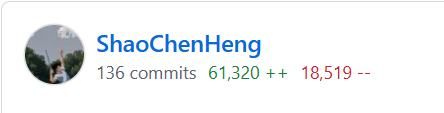 ShaoChenHeng
136 commits 61,320 ++ 18,519 --